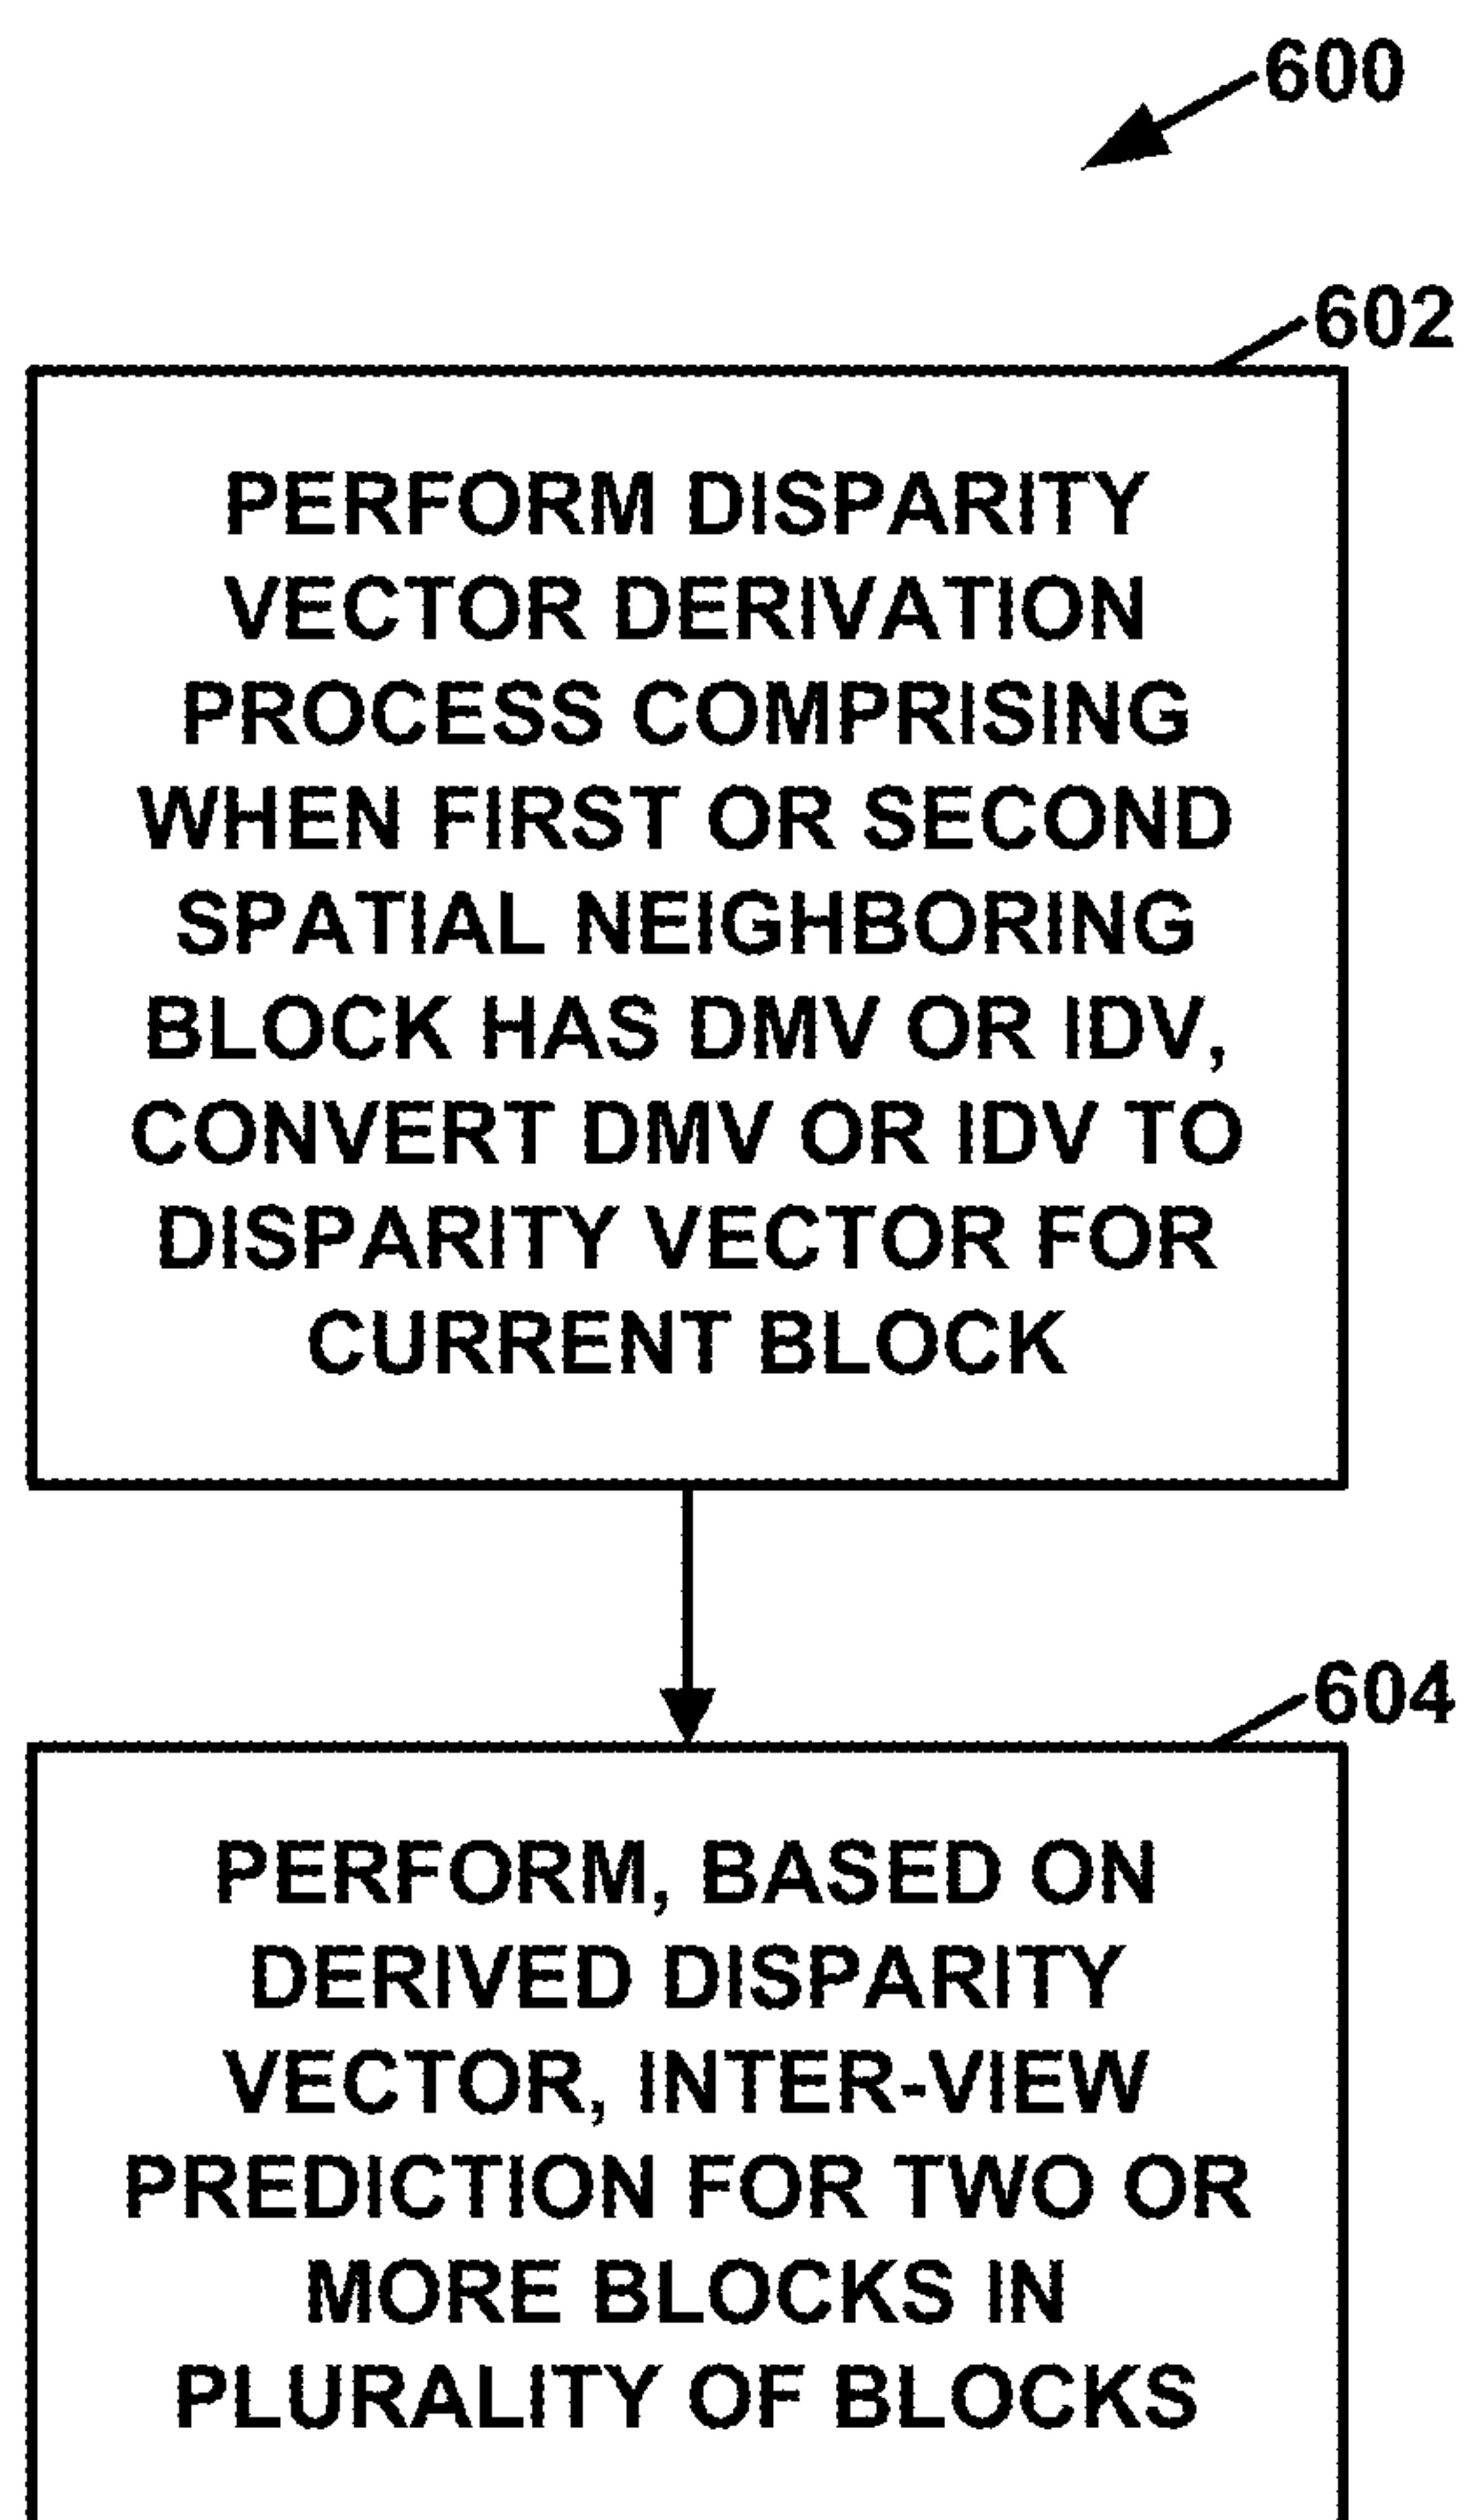 600
602
PERFORM DISPARITY
VECTOR DERIVATION
PROCESS COMPRISING
WHEN FIRST OR SECOND
SPATIAL NEIGHBORING
BLOCK HAS DMV OR IDV,
CONVERT DMV OR IDV TO
DISPARITY VECTOR FOR
CURRENT BLOCK
604
PERFORM, BASED ON
DERIVED DISPARITY
VECTOR, INTER-VIEW
PREDICTION FOR TWO OR
MORE BLOCKS IN
PLURALITY OF BLOCKS